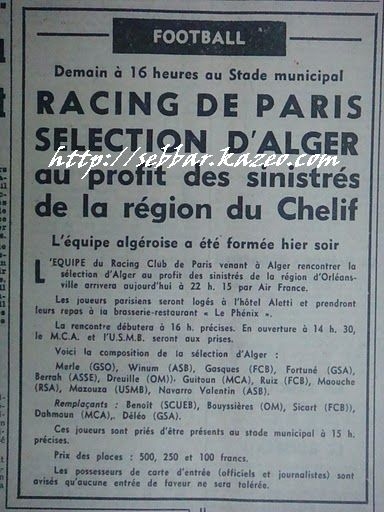 FOOTBALL
Demain à 16 heures au Stade municipal
RACING DE PARIS
SELECTION D'ALGER
http://sebbar.kazeo.com
au profit des sinistrés
de la région du Chelif
L'équipe algéroise a été formée hier soir
L'EQUIPE du Racing Club de Paris venant à Alger rencontrer la
sélection d'Alger au profit des sinistrés de la région d'Orléans-
ville arrivera aujourd'hui à 22 h. 15 par Air France.
Les joueurs parisiens seront logés à l'hôtel Aletti et prendront
leurs repas à la brasserie-restaurant « Le Phénix ».
La rencontre débutera à 16 h. précises. En ouverture à 14 h. 30,
le M.C.A. et l'U.S.M.B. seront aux prises.
Voici la composition de la sélection d'Alger :
Merle (GSO), Winum (ASB), Gasques (FCB), Fortuné (GSA),
Berrah (ASSE), Dreuille (OM)), Guitoun (MCA), Ruiz (FCB), Maouche
(RSA), Mazouza (USMB), Navarro Valentin (ASB).
Remplaçants : Benoit (SCUEB), Bouyssières (OM), Sicart (FCB)),
Dahmoun (MCA),. Déléo (GSA).
Ces joueurs sont priés d'être présents au stade municipal à 15 h.
précises.
Prix des places : 500, 250 et 100 francs.
Les possesseurs de carte d'entrée (officiels et journalistes) sont
avisés qu'aucune entrée de faveur ne sera tolérée.